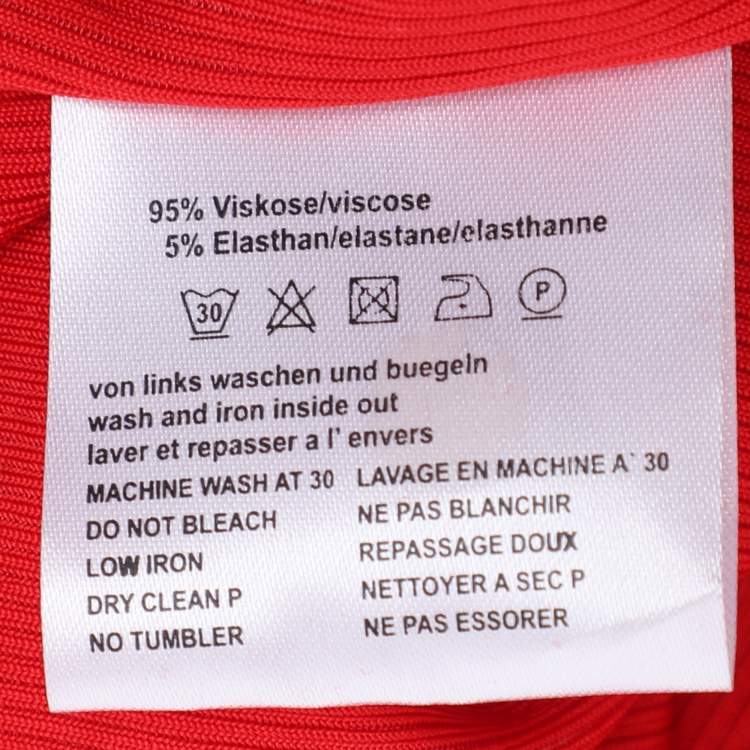 95% Viskose/viscose
5% Elasthan/elastane/elasthanne
30 P
von links waschen und buegeln
wash and iron inside out
laver et repasser a l' envers
MACHINE WASH AT 30 LAVAGE EN MACHINE A` 30
DO NOT BLEACH NE PAS BLANCHIR
LOW IRON REPASSAGE DOUX
DRY CLEAN P NETTOYER A SEC P
NO TUMBLER NE PAS ESSORER